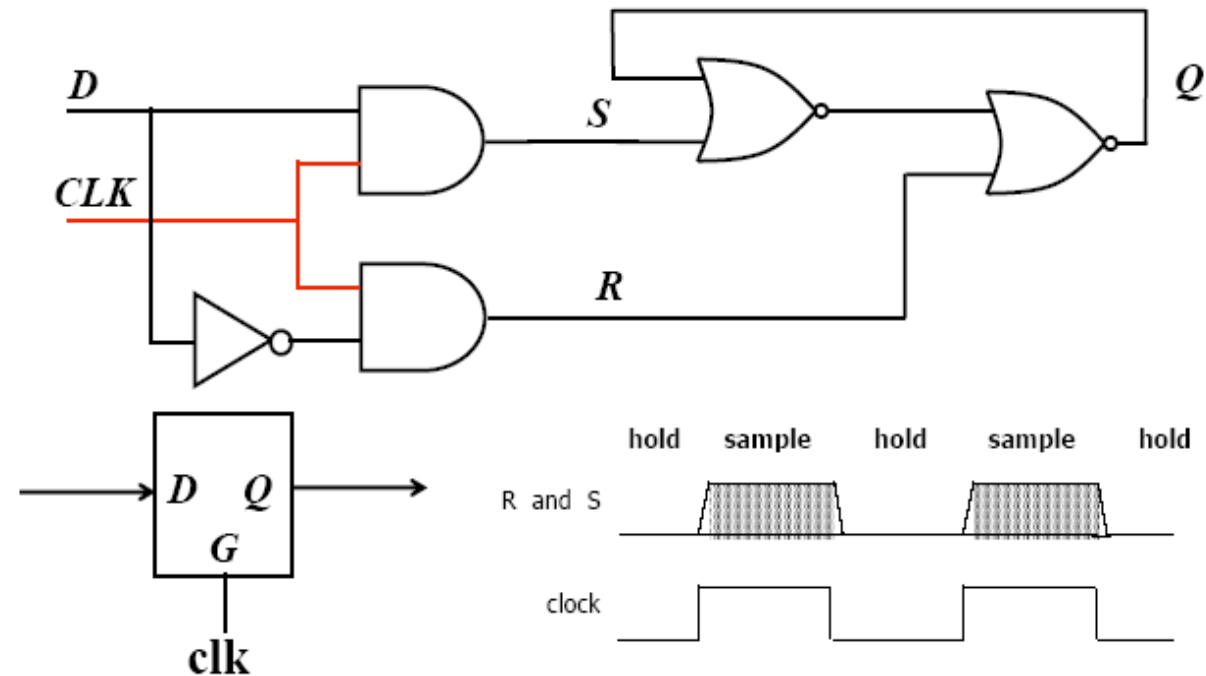 D
Q
S
CLK
R
hold sample hold sample hold
D Q
R and S
G
clock
clk